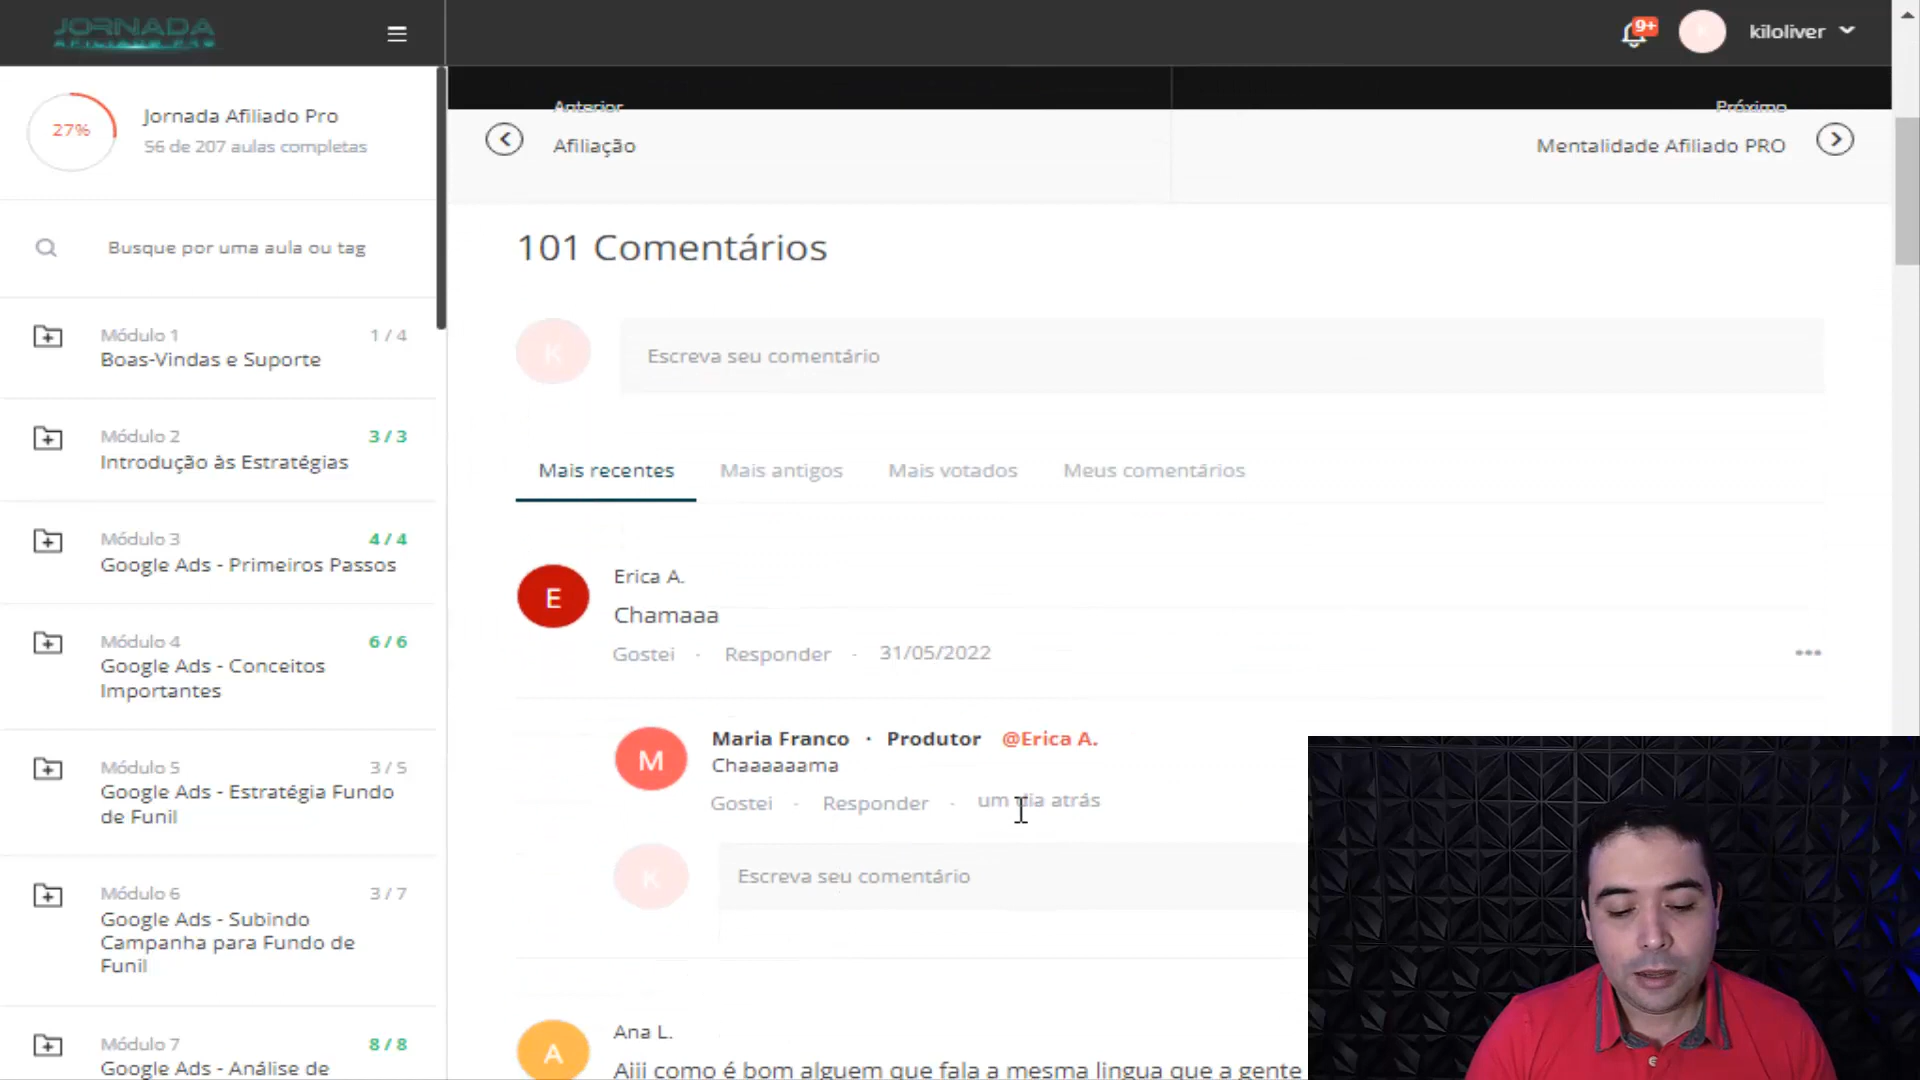 JORNADA
AFILIADO PRO
9+
kiloliver
27%
Jornada Afiliado Pro
56 de 207 aulas completas
Busque por uma aula ou tag
Módulo 1
1 / 4
Boas-Vindas e Suporte
Módulo 2
3 / 3
Introdução às Estratégias
Módulo 3
4 / 4
Google Ads - Primeiros Passos
Módulo 4
6 / 6
Google Ads - Conceitos
Importantes
Módulo 5
3 / 5
Google Ads - Estratégia Fundo
de Funil
Módulo 6
3 / 7
Google Ads - Subindo
Campanha para Fundo de
Funil
Módulo 7
8 / 8
Google Ads - Análise de
Anterior
Afiliação
Próximo
Mentalidade Afiliado PRO
101 Comentários
K
Escreva seu comentário
Mais recentes
Mais antigos
Mais votados
Meus comentários
E
Erica A.
Chamaaa
Gostei · Responder · 31/05/2022
M
Maria Franco · Produtor @Erica A.
Chaaaaaama
Gostei · Responder · um dia atrás
K
Escreva seu comentário
A
Ana L.
Aiii como é bom alguem que fala a mesma lingua que a gente